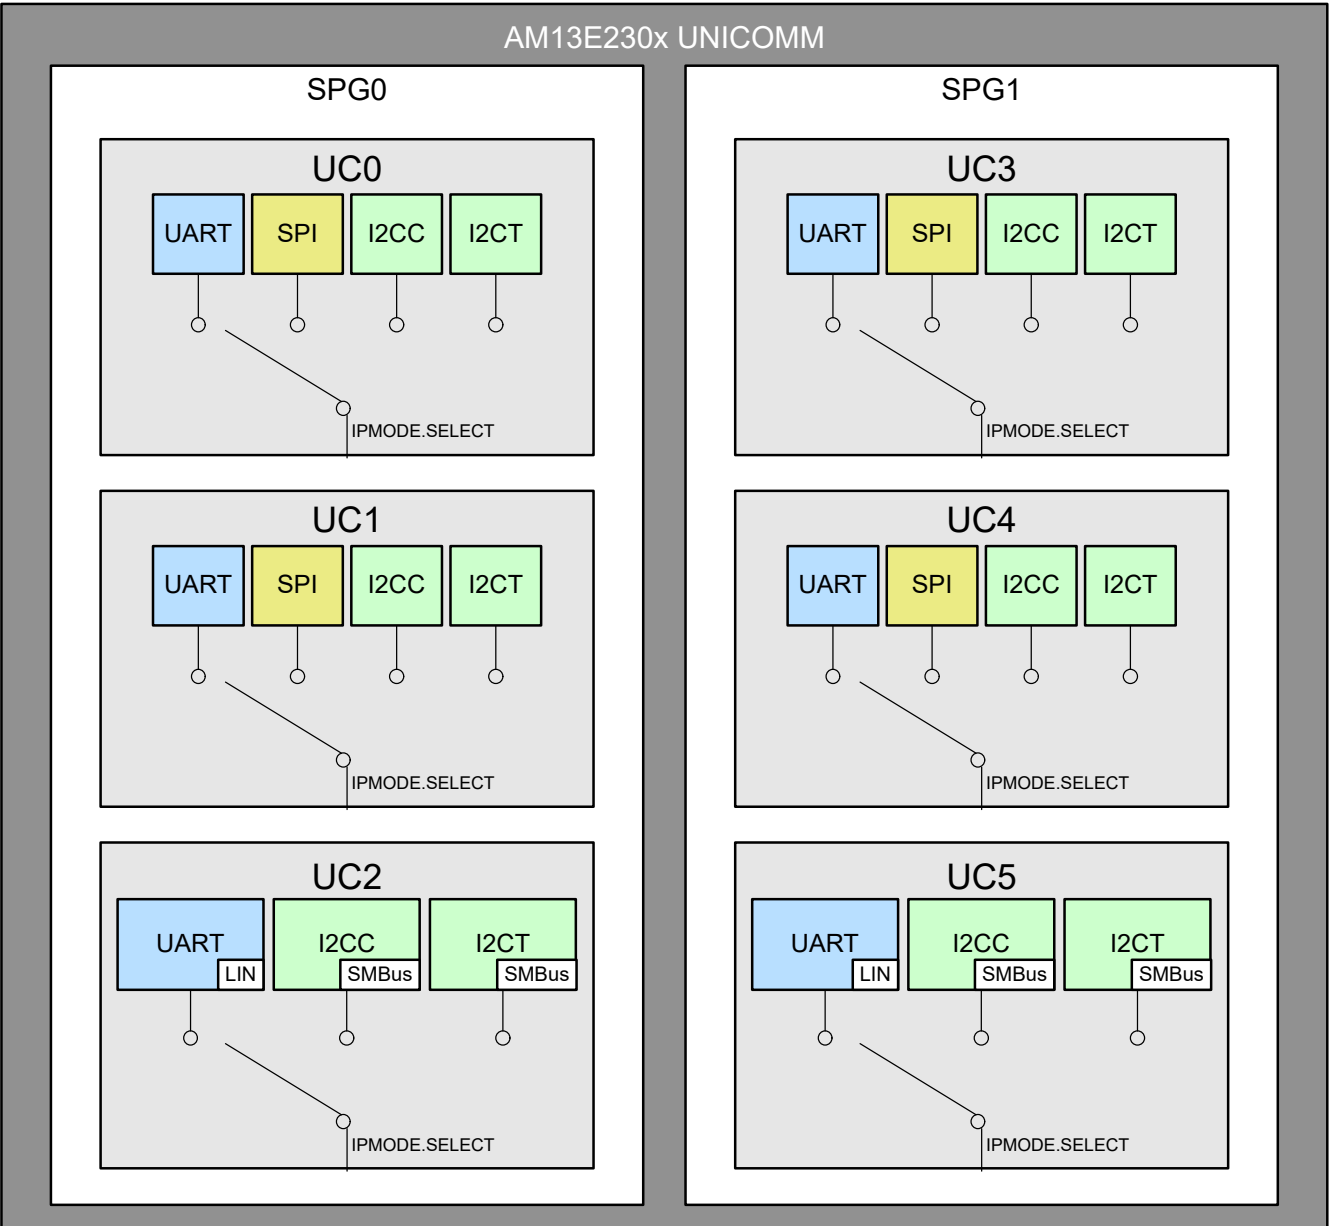 AM13E230x UNICOMM
SPG0
UC0
UART SPI I2CC I2CT
IPMODE.SELECT
UC1
UART SPI I2CC I2CT
IPMODE.SELECT
UC2
UART I2CC I2CT
LIN SMBus SMBus
IPMODE.SELECT
SPG1
UC3
UART SPI I2CC I2CT
IPMODE.SELECT
UC4
UART SPI I2CC I2CT
IPMODE.SELECT
UC5
UART I2CC I2CT
LIN SMBus SMBus
IPMODE.SELECT